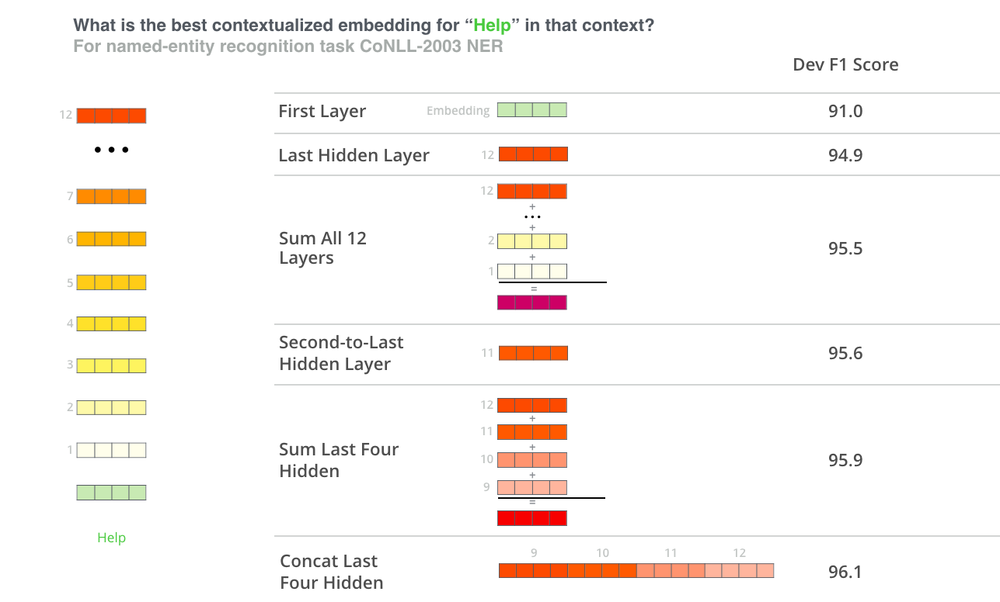 What is the best contextualized embedding for “Help” in that context?
For named-entity recognition task CoNLL-2003 NER
Dev F1 Score
12
• • •
7
6
5
4
3
2
1
Help
First Layer Embedding 91.0
Last Hidden Layer 12 94.9
12
+
...
+
Sum All 12
Layers
2
+
1
=
95.5
Second-to-Last
Hidden Layer
11
95.6
12
+
11
+
Sum Last Four
Hidden
10
+
9
=
95.9
9 10 11 12
Concat Last
Four Hidden
96.1